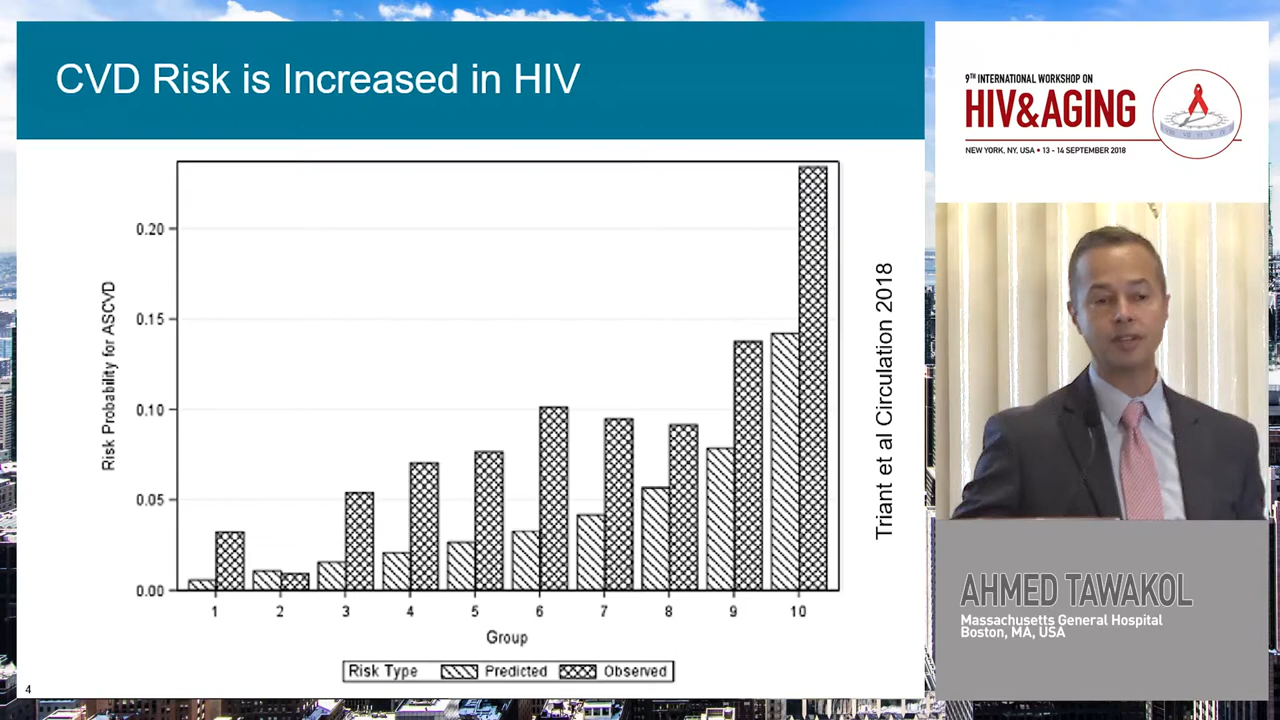 CVD Risk is Increased in HIV
0.20
0.15
0.10
0.05
0.00
Risk Probability for ASCVD
1 2 3 4 5 6 7 8 9 10
Group
Risk Type Predicted Observed
Triant et al Circulation 2018
4
9TH INTERNATIONAL WORKSHOP ON
HIV&AGING
NEW YORK, NY, USA • 13 - 14 SEPTEMBER 2018
AHMED TAWAKOL
Massachusetts General Hospital
Boston, MA, USA